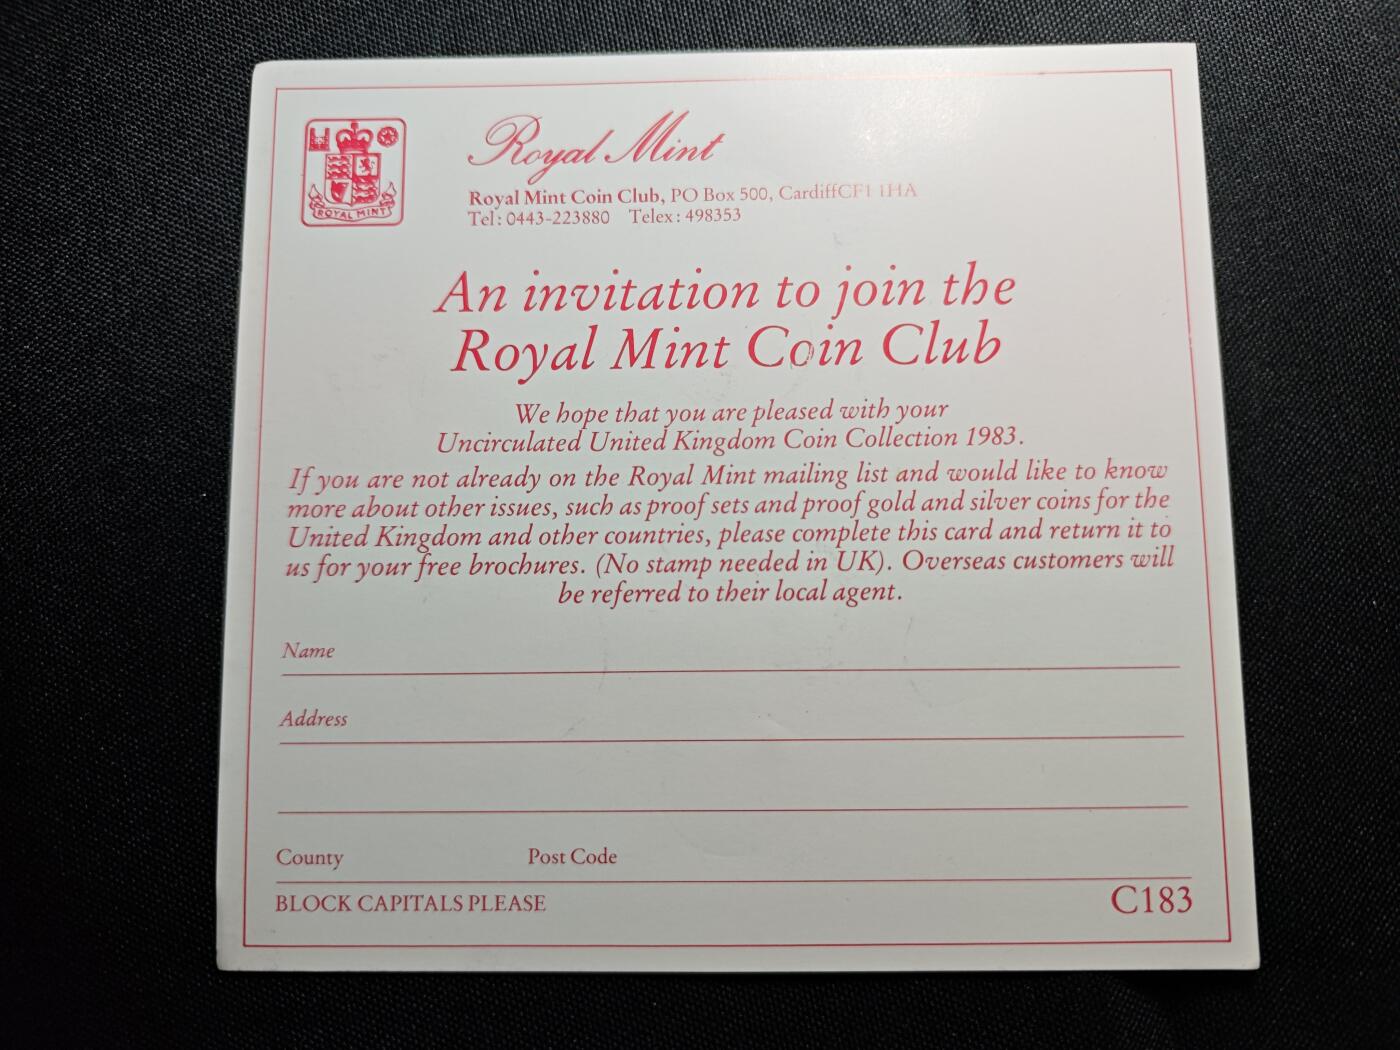 ROYAL MINT
Royal Mint
Royal Mint Coin Club, PO Box 500, CardiffCF1 1HA
Tel: 0443-223880 Telex: 498353
An invitation to join the
Royal Mint Coin Club
We hope that you are pleased with your
Uncirculated United Kingdom Coin Collection 1983.
If you are not already on the Royal Mint mailing list and would like to know
more about other issues, such as proof sets and proof gold and silver coins for the
United Kingdom and other countries, please complete this card and return it to
us for your free brochures. (No stamp needed in UK). Overseas customers will
be referred to their local agent.
Name
Address
County Post Code
BLOCK CAPITALS PLEASE
C183